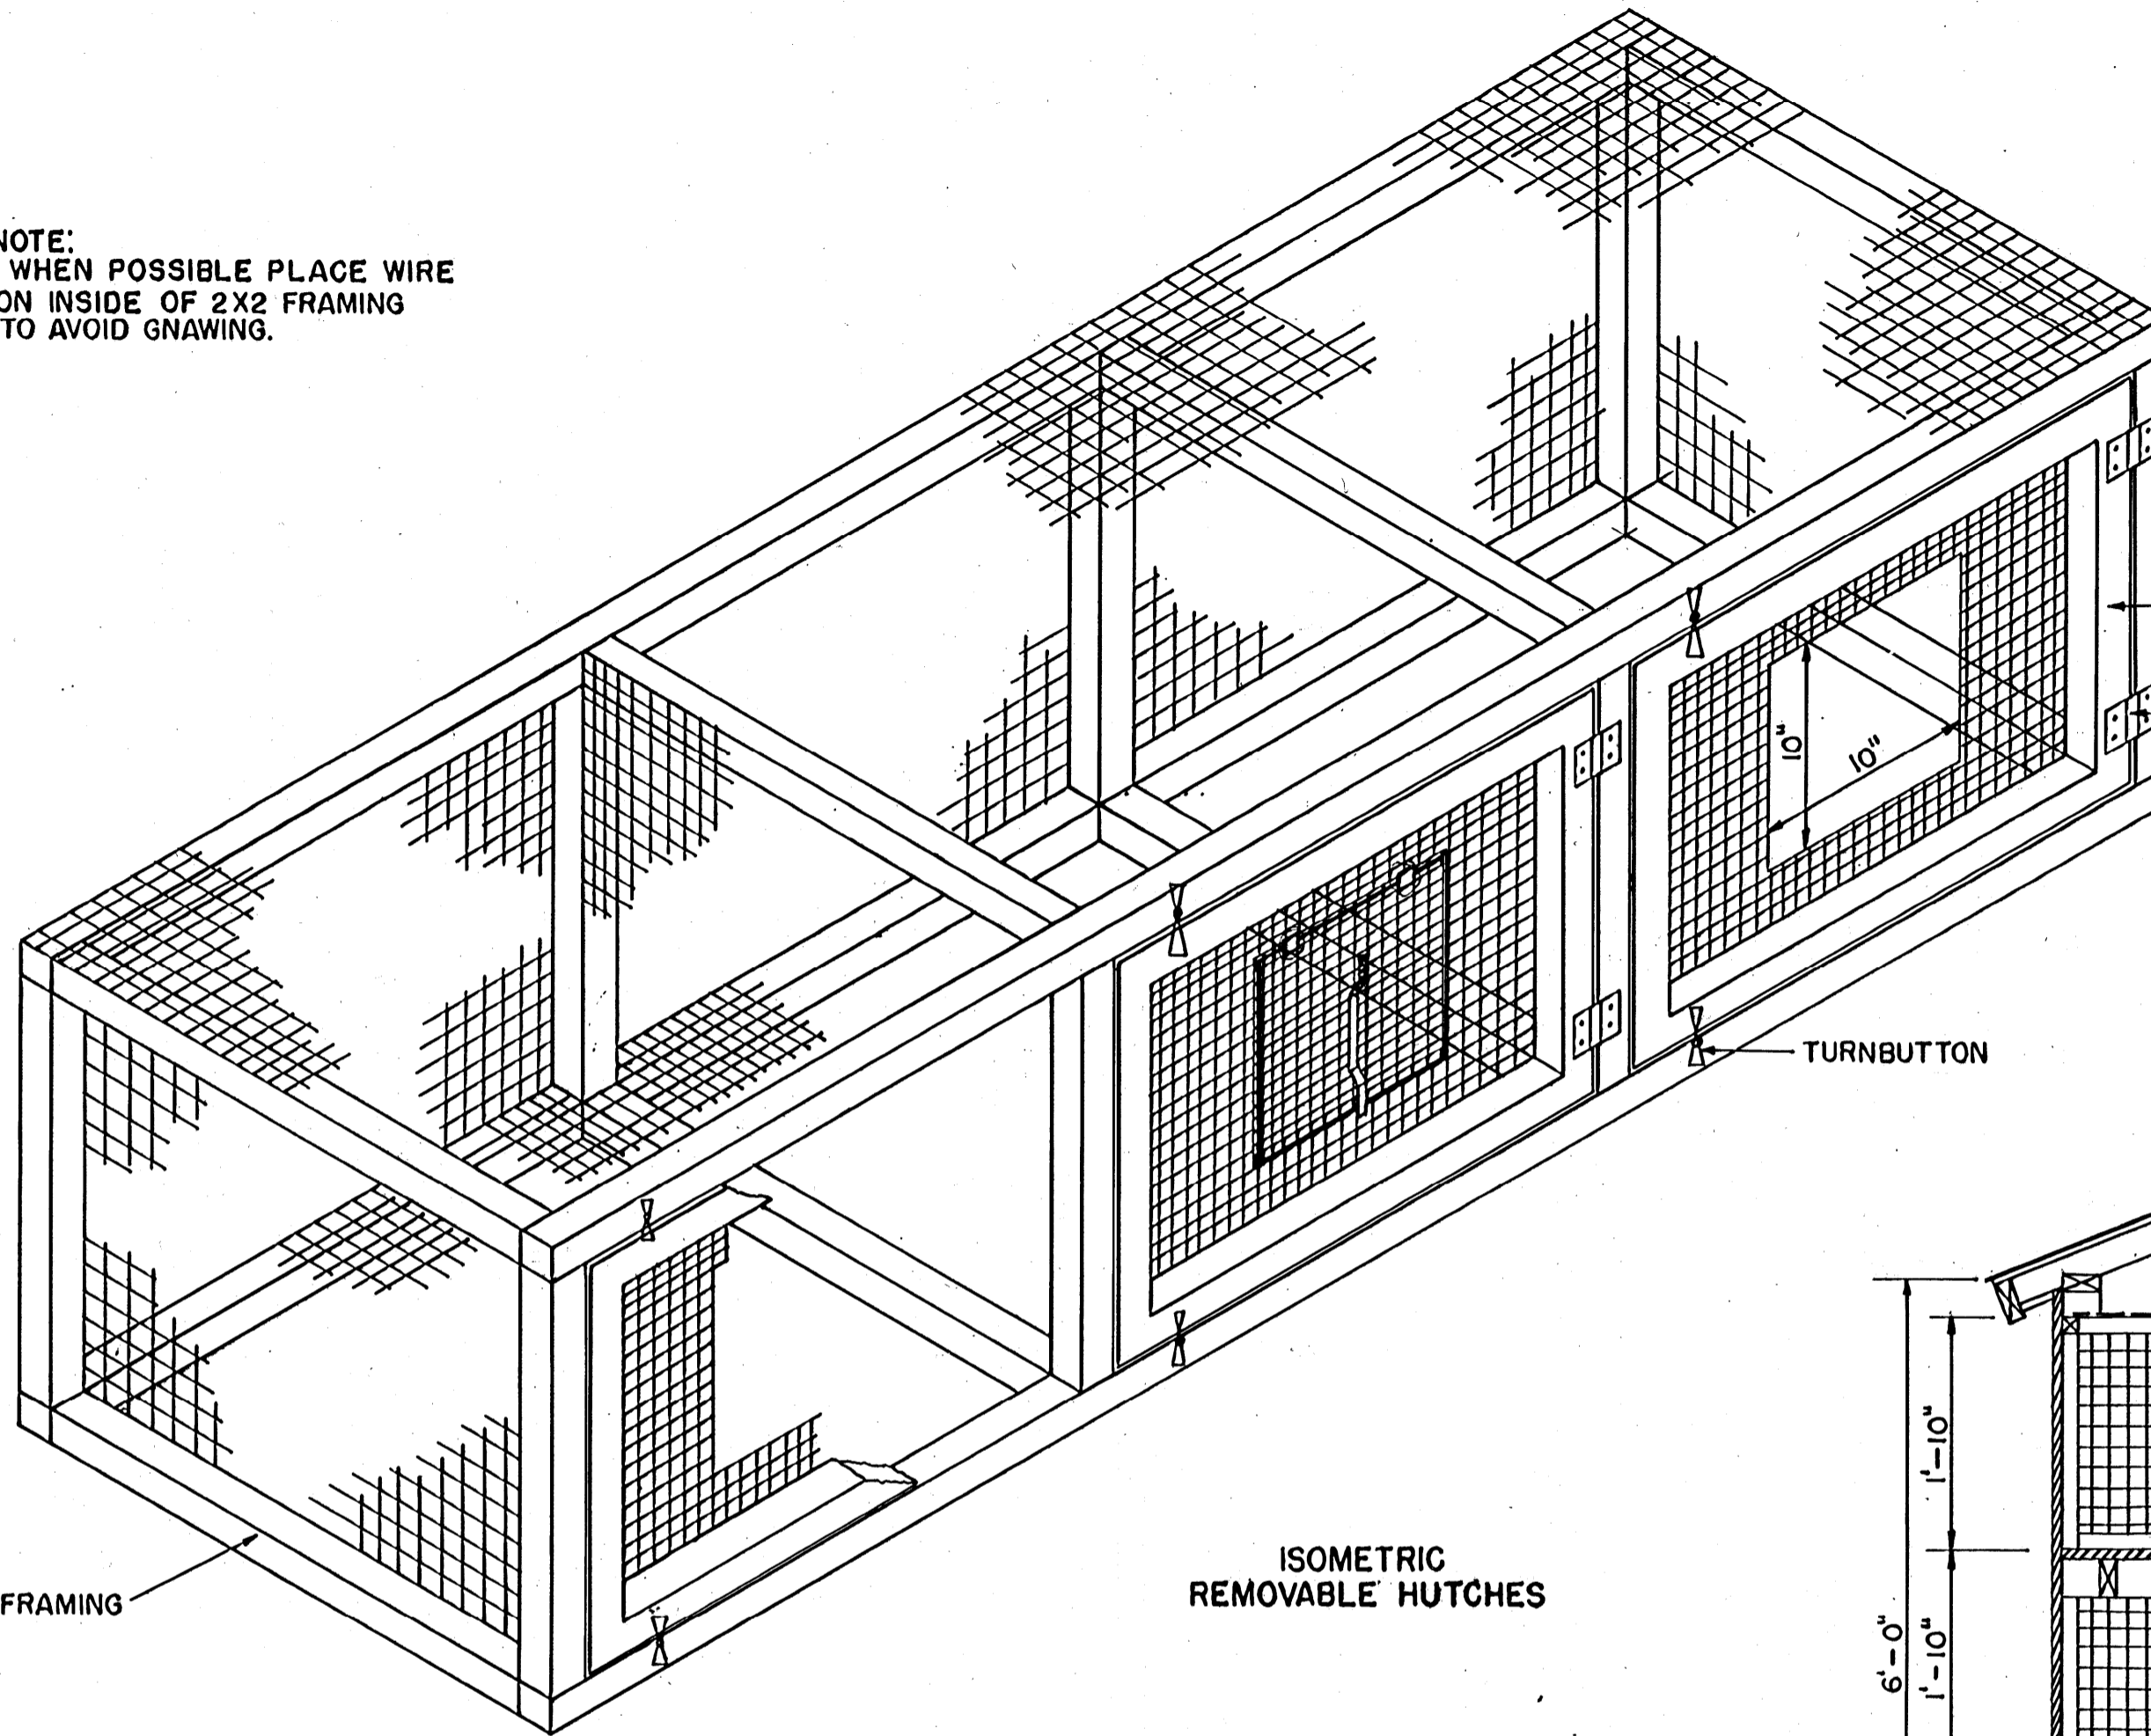 NOTE:
WHEN POSSIBLE PLACE WIRE
ON INSIDE OF 2X2 FRAMING
TO AVOID GNAWING.
10"
10"
TURNBUTTON
FRAMING
ISOMETRIC
REMOVABLE HUTCHES
1'-10"
6'-0"
1'-10"